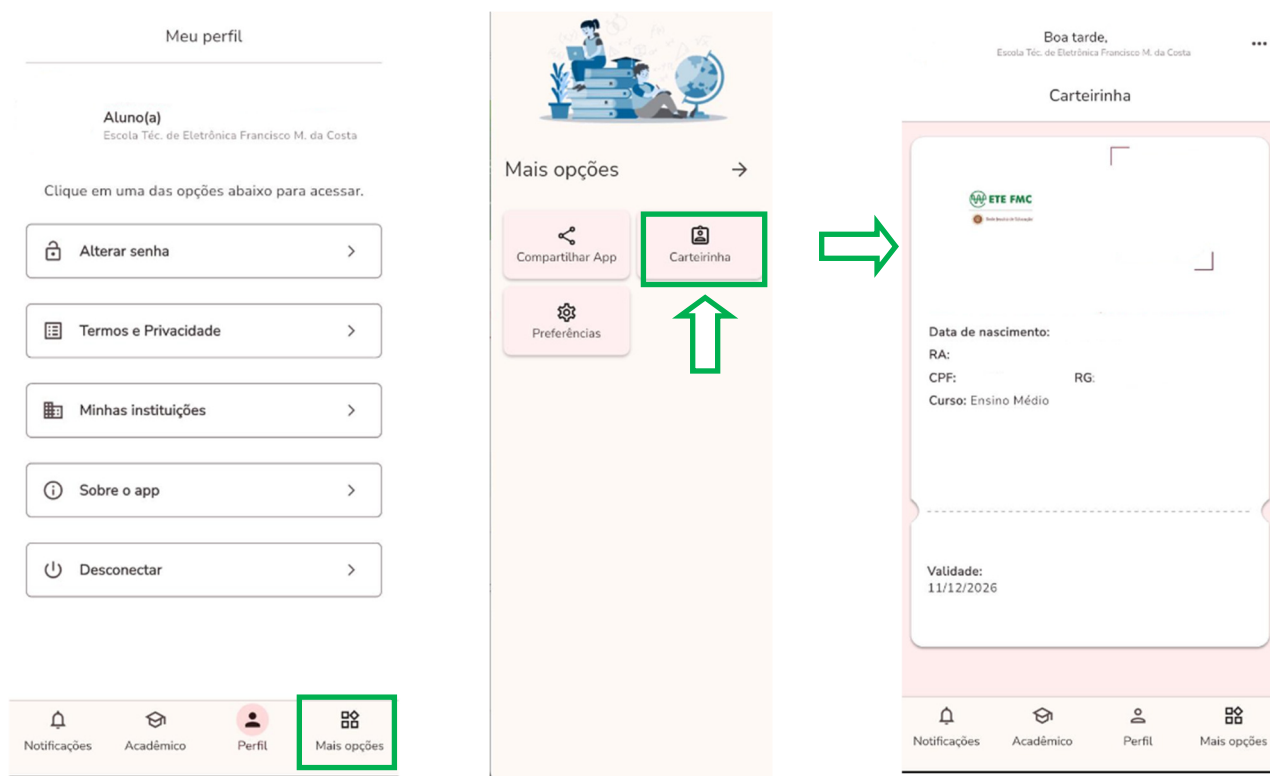 Meu perfil
Aluno(a)
Escola Téc. de Eletrônica Francisco M. da Costa
Clique em uma das opções abaixo para acessar.
Alterar senha
Termos e Privacidade
Minhas instituições
Sobre o app
Desconectar
Notificações
Acadêmico
Perfil
Mais opções
Mais opções
Compartilhar App
Carteirinha
Preferências
Boa tarde,
Escola Téc. de Eletrônica Francisco M. da Costa
Carteirinha
ETE FMC
Data de nascimento:
RA:
CPF: RG:
Curso: Ensino Médio
Validade:
11/12/2026
Notificações
Acadêmico
Perfil
Mais opções